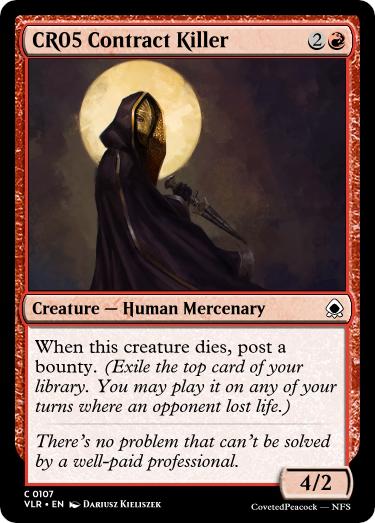 CR05 Contract Killer 2
Creature — Human Mercenary
When this creature dies, post a
bounty. (Exile the top card of your
library. You may play it on any of your
turns where an opponent lost life.)
There's no problem that can't be solved
by a well-paid professional.
4/2
C 0107
VLR • EN Dariusz Kieliszek
CovetedPeacock — NFS